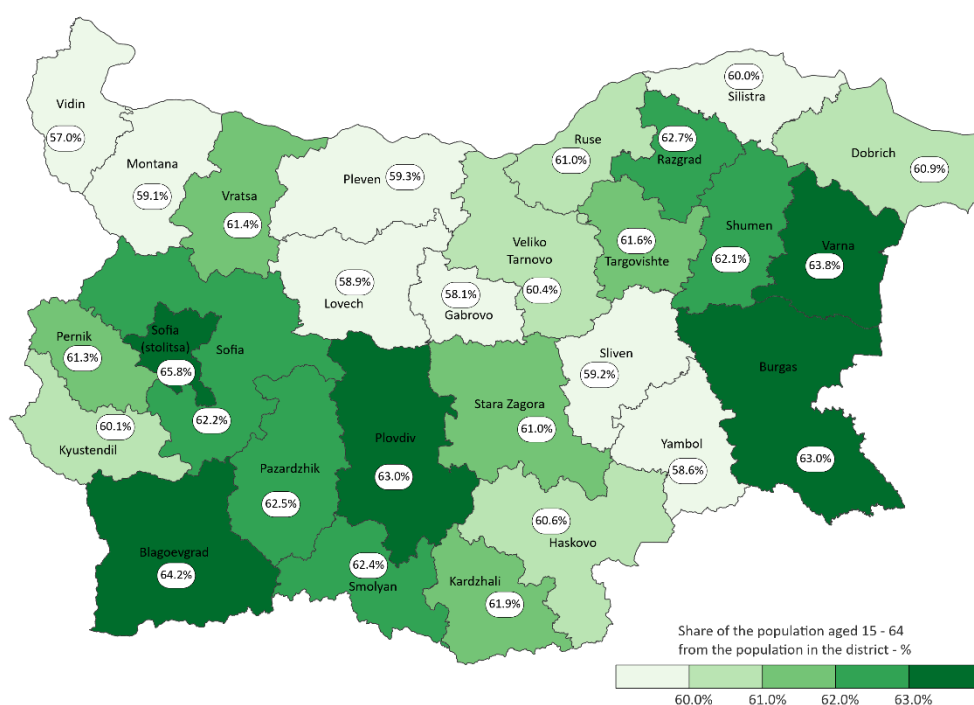 60.0%
Silistra
Vidin
57.0%
Ruse
61.0%
62.7%
Razgrad
Dobrich
60.9%
Montana
59.1%
Pleven
59.3%
Vratsa
61.4%
Shumen
62.1%
Varna
63.8%
61.6%
Targovishte
Veliko
Tarnovo
60.4%
58.9%
Lovech
58.1%
Gabrovo
Pernik
61.3%
Sofia
(stolitsa)
65.8%
Sofia
62.2%
Sliven
59.2%
Burgas
63.0%
Stara Zagora
61.0%
60.1%
Kyustendil
Plovdiv
63.0%
Yambol
58.6%
Pazardzhik
62.5%
60.6%
Haskovo
Blagoevgrad
64.2%
62.4%
Smolyan
Kardzhali
61.9%
Share of the population aged 15 - 64
from the population in the district - %
60.0% 61.0% 62.0% 63.0%